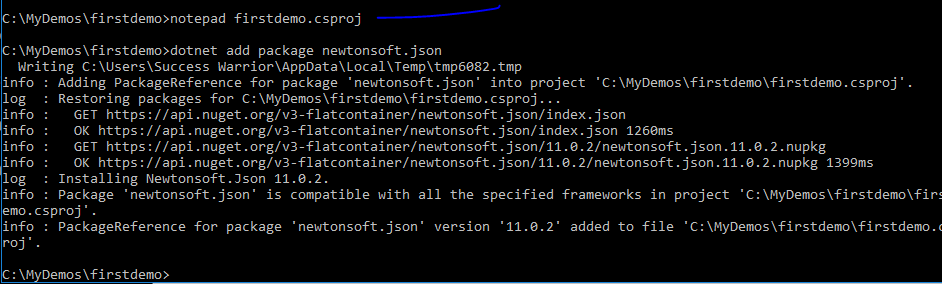 C:\MyDemos\firstdemo>notepad firstdemo.csproj
C:\MyDemos\firstdemo>dotnet add package newtonsoft.json
  Writing C:\Users\Success Warrior\AppData\Local\Temp\tmp6082.tmp
info : Adding PackageReference for package 'newtonsoft.json' into project 'C:\MyDemos\firstdemo\firstdemo.csproj'.
log  : Restoring packages for C:\MyDemos\firstdemo\firstdemo.csproj...
info :   GET https://api.nuget.org/v3-flatcontainer/newtonsoft.json/index.json
info :   OK https://api.nuget.org/v3-flatcontainer/newtonsoft.json/index.json 1260ms
info :   GET https://api.nuget.org/v3-flatcontainer/newtonsoft.json/11.0.2/newtonsoft.json.11.0.2.nupkg
info :   OK https://api.nuget.org/v3-flatcontainer/newtonsoft.json/11.0.2/newtonsoft.json.11.0.2.nupkg 1399ms
log  : Installing Newtonsoft.Json 11.0.2.
info : Package 'newtonsoft.json' is compatible with all the specified frameworks in project 'C:\MyDemos\firstdemo\firs
emo.csproj'.
info : PackageReference for package 'newtonsoft.json' version '11.0.2' added to file 'C:\MyDemos\firstdemo\firstdemo.c
roj'.
C:\MyDemos\firstdemo>